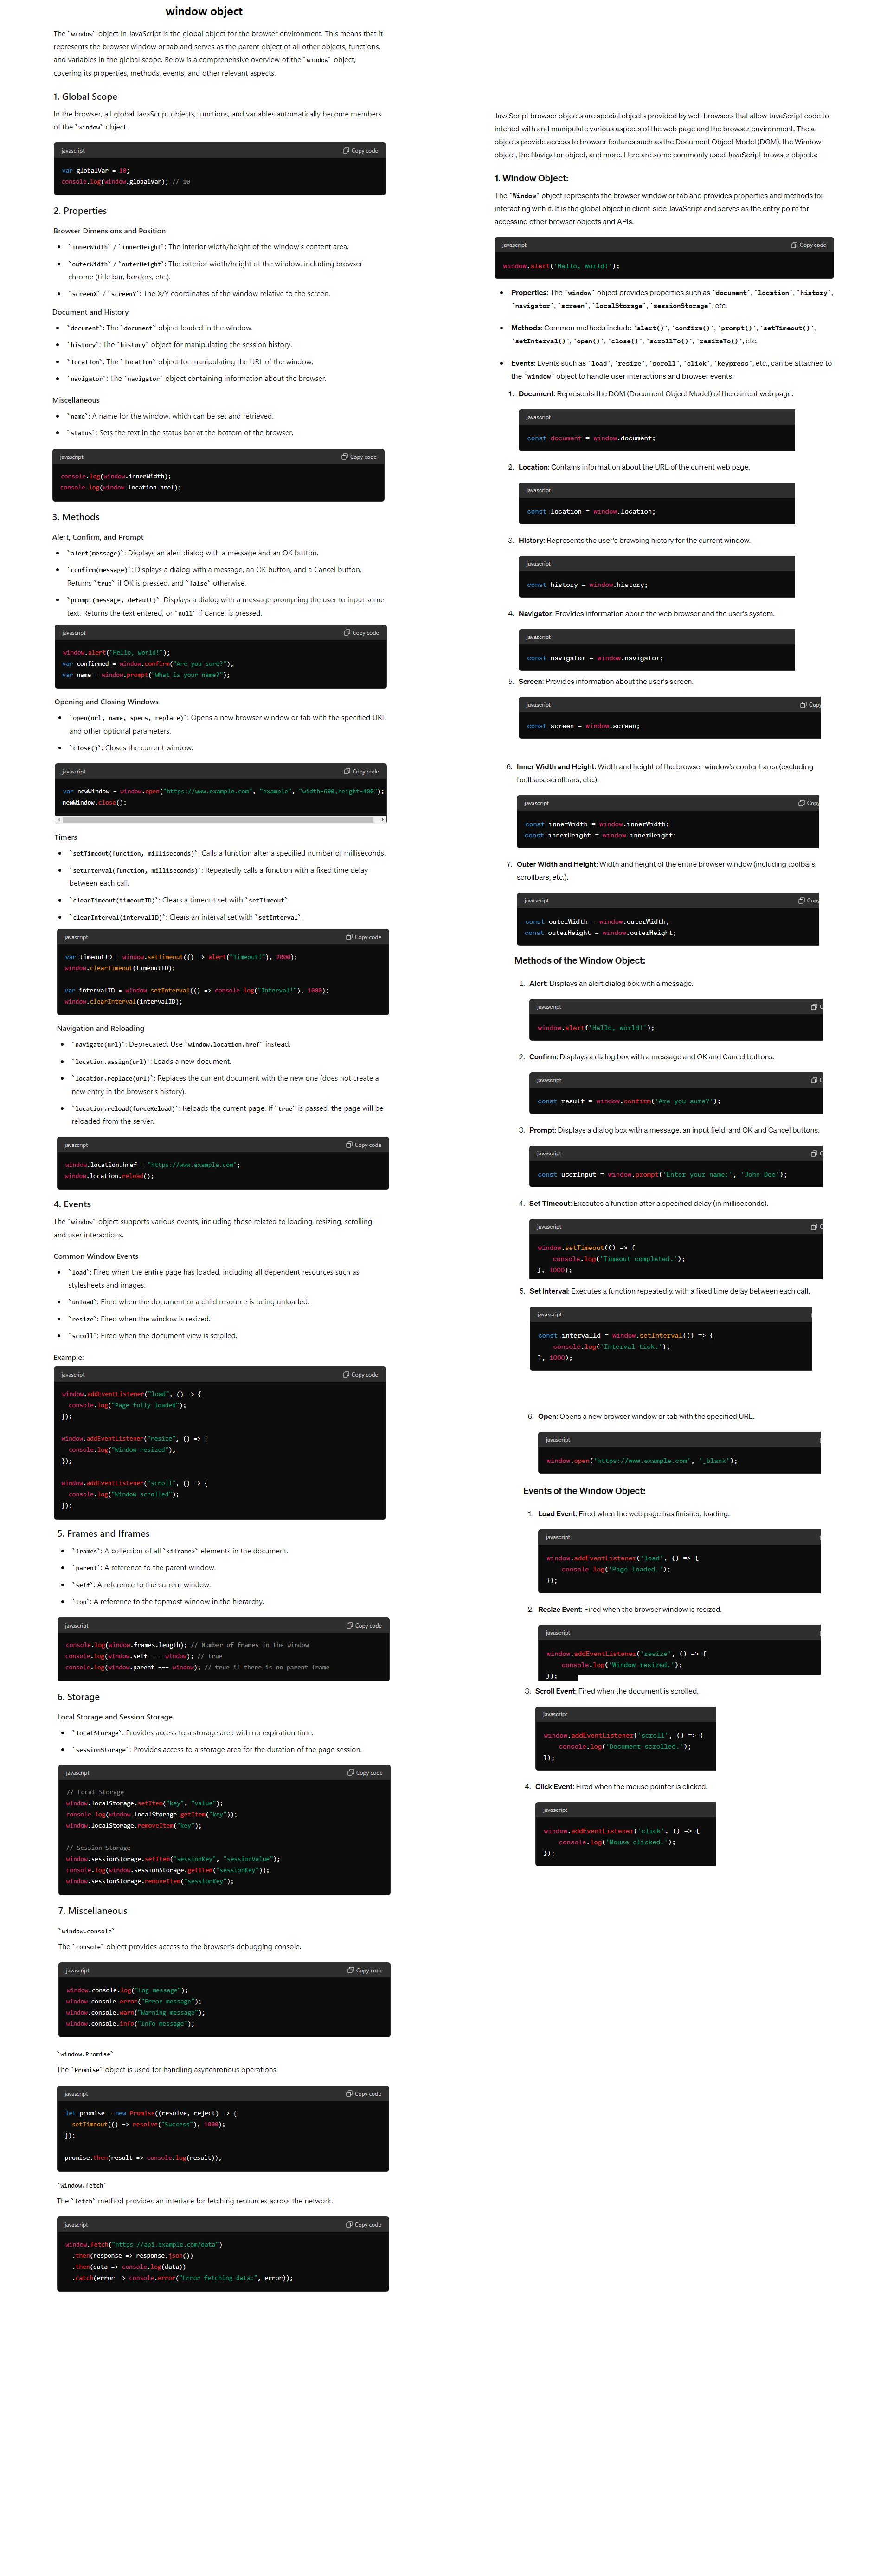 window object
The `window` object in JavaScript is the global object for the browser environment. This means that it
represents the browser window or tab and serves as the parent object of all other objects, functions,
and variables in the global scope. Below is a comprehensive overview of the `window` object,
covering its properties, methods, events, and other relevant aspects.
1. Global Scope
In the browser, all global JavaScript objects, functions, and variables automatically become members
of the `window` object.
javascript
Copy code
var globalVar = 10;
console.log(window.globalVar); // 10
2. Properties
Browser Dimensions and Position
• `innerWidth` / `innerHeight`: The interior width/height of the window's content area.
• `outerWidth` / `outerHeight`: The exterior width/height of the window, including browser
chrome (title bar, borders, etc.).
• `screenX` / `screenY`: The X/Y coordinates of the window relative to the screen.
Document and History
• `document`: The `document` object loaded in the window.
• `history`: The `history` object for manipulating the session history.
• `location`: The `location` object for manipulating the URL of the window.
• `navigator`: The `navigator` object containing information about the browser.
Miscellaneous
• `name`: A name for the window, which can be set and retrieved.
• `status`: Sets the text in the status bar at the bottom of the browser.
javascript
Copy code
console.log(window.innerWidth);
console.log(window.location.href);
3. Methods
Alert, Confirm, and Prompt
• `alert(message)`: Displays an alert dialog with a message and an OK button.
• `confirm(message)`: Displays a dialog with a message, an OK button, and a Cancel button.
Returns `true` if OK is pressed, and `false` otherwise.
• `prompt(message, default)`: Displays a dialog with a message prompting the user to input some
text. Returns the text entered, or `null` if Cancel is pressed.
javascript
Copy code
window.alert("Hello, world!");
var confirmed = window.confirm("Are you sure?");
var name = window.prompt("What is your name?");
Opening and Closing Windows
• `open(url, name, specs, replace)`: Opens a new browser window or tab with the specified URL
and other optional parameters.
• `close()`: Closes the current window.
javascript
Copy code
var newWindow = window.open("https://www.example.com", "example", "width=600,height=400");
newWindow.close();
Timers
• `setTimeout(function, milliseconds)`: Calls a function after a specified number of milliseconds.
• `setInterval(function, milliseconds)`: Repeatedly calls a function with a fixed time delay
between each call.
• `clearTimeout(timeoutID)`: Clears a timeout set with `setTimeout`.
• `clearInterval(intervalID)`: Clears an interval set with `setInterval`.
javascript
Copy code
var timeoutID = window.setTimeout(() => alert("Timeout!"), 2000);
window.clearTimeout(timeoutID);
var intervalID = window.setInterval(() => console.log("Interval!"), 1000);
window.clearInterval(intervalID);
Navigation and Reloading
• `navigate(url)`: Deprecated. Use `window.location.href` instead.
• `location.assign(url)`: Loads a new document.
• `location.replace(url)`: Replaces the current document with the new one (does not create a
new entry in the browser's history).
• `location.reload(forceReload)`: Reloads the current page. If `true` is passed, the page will be
reloaded from the server.
javascript
Copy code
window.location.href = "https://www.example.com";
window.location.reload();
4. Events
The `window` object supports various events, including those related to loading, resizing, scrolling,
and user interactions.
Common Window Events
• `load`: Fired when the entire page has loaded, including all dependent resources such as
stylesheets and images.
• `unload`: Fired when the document or a child resource is being unloaded.
• `resize`: Fired when the window is resized.
• `scroll`: Fired when the document view is scrolled.
Example:
javascript
Copy code
window.addEventListener("load", () => {
console.log("Page fully loaded");
});
window.addEventListener("resize", () => {
console.log("Window resized");
});
window.addEventListener("scroll", () => {
console.log("Window scrolled");
});
5. Frames and Iframes
• `frames`: A collection of all `<iframe>` elements in the document.
• `parent`: A reference to the parent window.
• `self`: A reference to the current window.
• `top`: A reference to the topmost window in the hierarchy.
javascript
Copy code
console.log(window.frames.length); // Number of frames in the window
console.log(window.self === window); // true
console.log(window.parent === window); // true if there is no parent frame
6. Storage
Local Storage and Session Storage
• `localStorage`: Provides access to a storage area with no expiration time.
• `sessionStorage`: Provides access to a storage area for the duration of the page session.
javascript
Copy code
// Local Storage
window.localStorage.setItem("key", "value");
console.log(window.localStorage.getItem("key"));
window.localStorage.removeItem("key");
// Session Storage
window.sessionStorage.setItem("sessionKey", "sessionValue");
console.log(window.sessionStorage.getItem("sessionKey"));
window.sessionStorage.removeItem("sessionKey");
7. Miscellaneous
`window.console`
The `console` object provides access to the browser's debugging console.
javascript
Copy code
window.console.log("Log message");
window.console.error("Error message");
window.console.warn("Warning message");
window.console.info("Info message");
`window.Promise`
The `Promise` object is used for handling asynchronous operations.
javascript
Copy code
let promise = new Promise((resolve, reject) => {
setTimeout(() => resolve("Success"), 1000);
});
promise.then(result => console.log(result));
`window.fetch`
The `fetch` method provides an interface for fetching resources across the network.
javascript
Copy code
window.fetch("https://api.example.com/data")
.then(response => response.json())
.then(data => console.log(data))
.catch(error => console.error("Error fetching data:", error));
JavaScript browser objects are special objects provided by web browsers that allow JavaScript code to
interact with and manipulate various aspects of the web page and the browser environment. These
objects provide access to browser features such as the Document Object Model (DOM), the Window
object, the Navigator object, and more. Here are some commonly used JavaScript browser objects:
1. Window Object:
The `Window` object represents the browser window or tab and provides properties and methods for
interacting with it. It is the global object in client-side JavaScript and serves as the entry point for
accessing other browser objects and APIs.
javascript
Copy code
window.alert('Hello, world!');
• Properties: The `window` object provides properties such as `document`, `location`, `history`,
`navigator`, `screen`, `localStorage`, `sessionStorage`, etc.
• Methods: Common methods include `alert()`, `confirm()`, `prompt()`, `setTimeout()`,
`setInterval()`, `open()`, `close()`, `scrollTo()`, `resizeTo()`, etc.
• Events: Events such as `load`, `resize`, `scroll`, `click`, `keypress`, etc., can be attached to
the `window` object to handle user interactions and browser events.
1. Document: Represents the DOM (Document Object Model) of the current web page.
javascript
const document = window.document;
2. Location: Contains information about the URL of the current web page.
javascript
const location = window.location;
3. History: Represents the user's browsing history for the current window.
javascript
const history = window.history;
4. Navigator: Provides information about the web browser and the user's system.
javascript
const navigator = window.navigator;
5. Screen: Provides information about the user's screen.
javascript
Copy
const screen = window.screen;
6. Inner Width and Height: Width and height of the browser window's content area (excluding
toolbars, scrollbars, etc.).
javascript
Copy
const innerWidth = window.innerWidth;
const innerHeight = window.innerHeight;
7. Outer Width and Height: Width and height of the entire browser window (including toolbars,
scrollbars, etc.).
javascript
Copy
const outerWidth = window.outerWidth;
const outerHeight = window.outerHeight;
Methods of the Window Object:
1. Alert: Displays an alert dialog box with a message.
javascript
window.alert('Hello, world!');
2. Confirm: Displays a dialog box with a message and OK and Cancel buttons.
javascript
const result = window.confirm('Are you sure?');
3. Prompt: Displays a dialog box with a message, an input field, and OK and Cancel buttons.
javascript
const userInput = window.prompt('Enter your name:', 'John Doe');
4. Set Timeout: Executes a function after a specified delay (in milliseconds).
javascript
window.setTimeout(() => {
console.log('Timeout completed.');
}, 1000);
5. Set Interval: Executes a function repeatedly, with a fixed time delay between each call.
javascript
const intervalId = window.setInterval(() => {
console.log('Interval tick.');
}, 1000);
6. Open: Opens a new browser window or tab with the specified URL.
javascript
window.open('https://www.example.com', '_blank');
Events of the Window Object:
1. Load Event: Fired when the web page has finished loading.
javascript
window.addEventListener('load', () => {
console.log('Page loaded.');
});
2. Resize Event: Fired when the browser window is resized.
javascript
window.addEventListener('resize', () => {
console.log('Window resized.');
});
3. Scroll Event: Fired when the document is scrolled.
javascript
window.addEventListener('scroll', () => {
console.log('Document scrolled.');
});
4. Click Event: Fired when the mouse pointer is clicked.
javascript
window.addEventListener('click', () => {
console.log('Mouse clicked.');
});